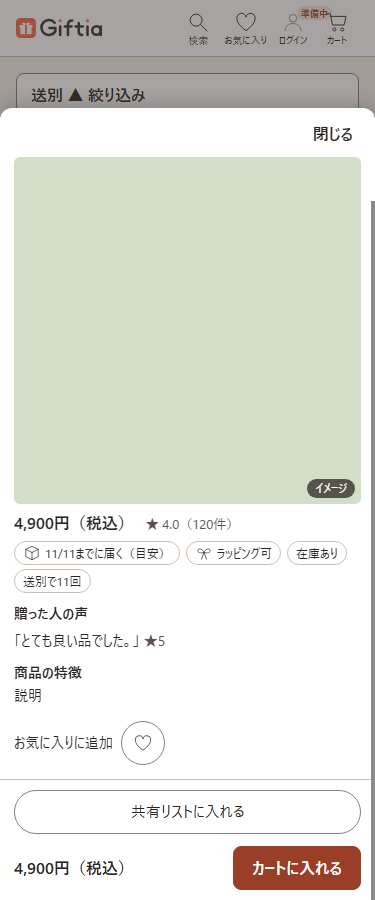 Giftia
検索
お気に入り
準備中
ログイン
カート
送別 ▲ 絞り込み
閉じる
イメージ
4,900円（税込） ★ 4.0（120件）
11/11までに届く（目安） ラッピング可 在庫あり
送別で11回
贈った人の声
「とても良い品でした。」★5
商品の特徴
説明
お気に入りに追加
共有リストに入れる
4,900円（税込） カートに入れる